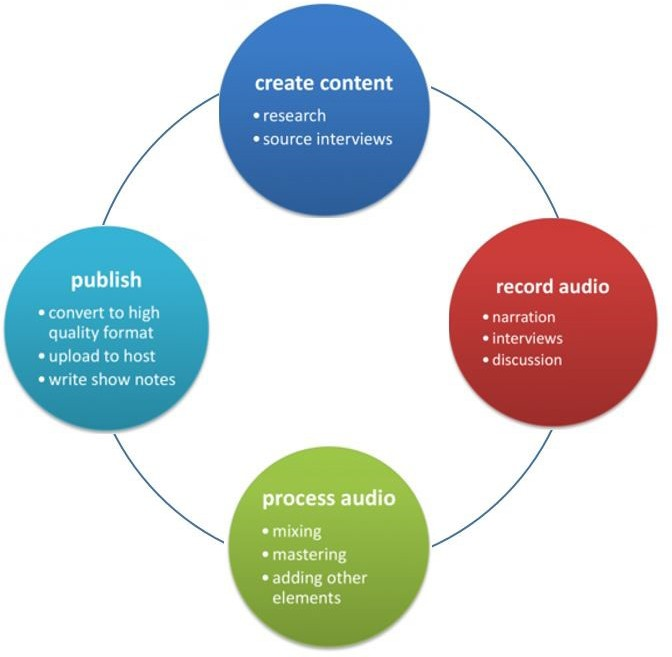 create content
• research
• source interviews
record audio
• narration
• interviews
• discussion
process audio
• mixing
• mastering
• adding other
elements
publish
• convert to high
quality format
• upload to host
• write show notes